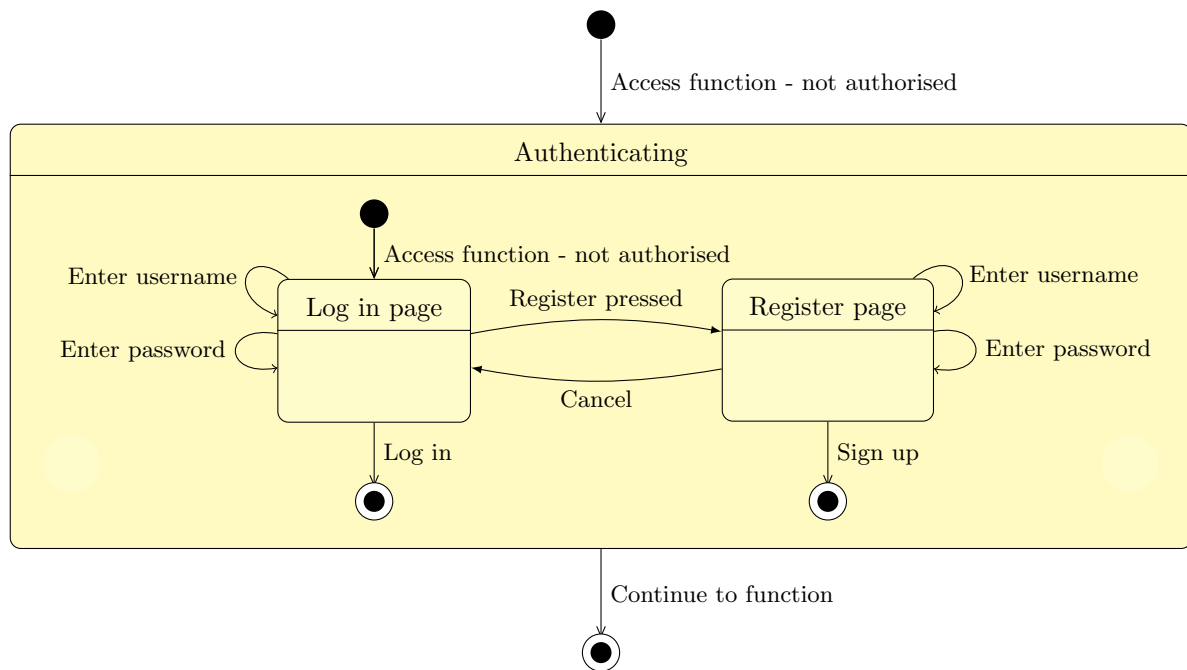 Access function - not authorised
Authenticating
Access function - not authorised
Enter username
Register pressed
Enter username
Log in page
Register page
Enter password
Enter password
Cancel
Log in
Sign up
Continue to function